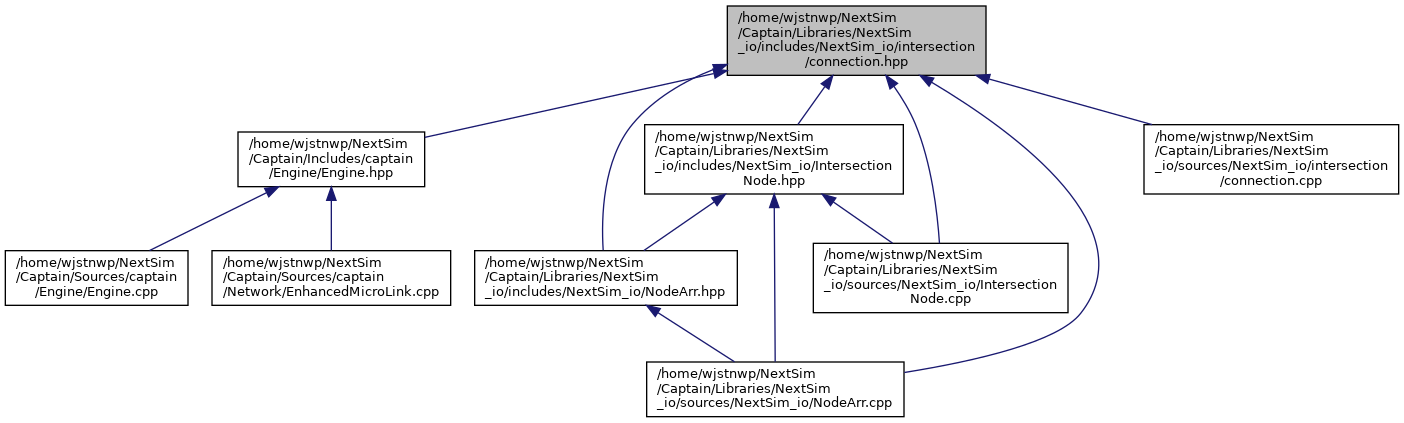 /home/wjstnwp/NextSim
/Captain/Libraries/NextSim
_io/includes/NextSim_io/intersection
/connection.hpp
/home/wjstnwp/NextSim
/Captain/Includes/captain
/Engine/Engine.hpp
/home/wjstnwp/NextSim
/Captain/Libraries/NextSim
_io/includes/NextSim_io/Intersection
Node.hpp
/home/wjstnwp/NextSim
/Captain/Libraries/NextSim
_io/sources/NextSim_io/intersection
/connection.cpp
/home/wjstnwp/NextSim
/Captain/Sources/captain
/Engine/Engine.cpp
/home/wjstnwp/NextSim
/Captain/Sources/captain
/Network/EnhancedMicroLink.cpp
/home/wjstnwp/NextSim
/Captain/Libraries/NextSim
_io/includes/NextSim_io/NodeArr.hpp
/home/wjstnwp/NextSim
/Captain/Libraries/NextSim
_io/sources/NextSim_io/Intersection
Node.cpp
/home/wjstnwp/NextSim
/Captain/Libraries/NextSim
_io/sources/NextSim_io/NodeArr.cpp